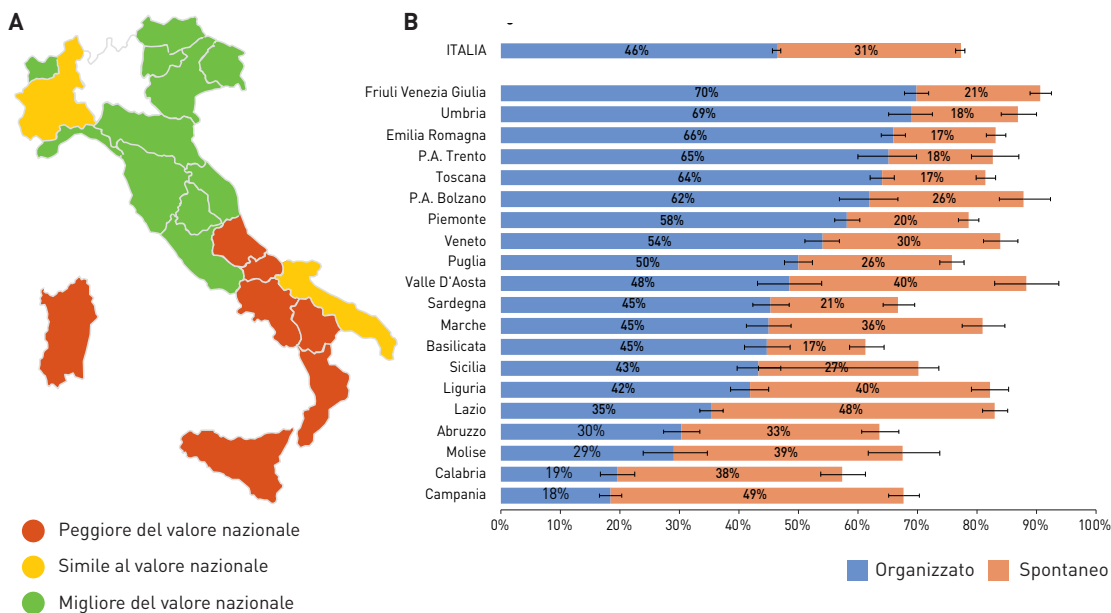 A
Peggiore del valore nazionale
Simile al valore nazionale
Migliore del valore nazionale
B
ITALIA 46% 31%
Friuli Venezia Giulia 70% 21%
Umbria 69% 18%
Emilia Romagna 66% 17%
P.A. Trento 65% 18%
Toscana 64% 17%
P.A. Bolzano 62% 26%
Piemonte 58% 20%
Veneto 54% 30%
Puglia 50% 26%
Valle D'Aosta 48% 40%
Sardegna 45% 21%
Marche 45% 36%
Basilicata 45% 17%
Sicilia 43% 27%
Liguria 42% 40%
Lazio 35% 48%
Abruzzo 30% 33%
Molise 29% 39%
Calabria 19% 38%
Campania 18% 49%
0% 10% 20% 30% 40% 50% 60% 70% 80% 90% 100%
Organizzato Spontaneo